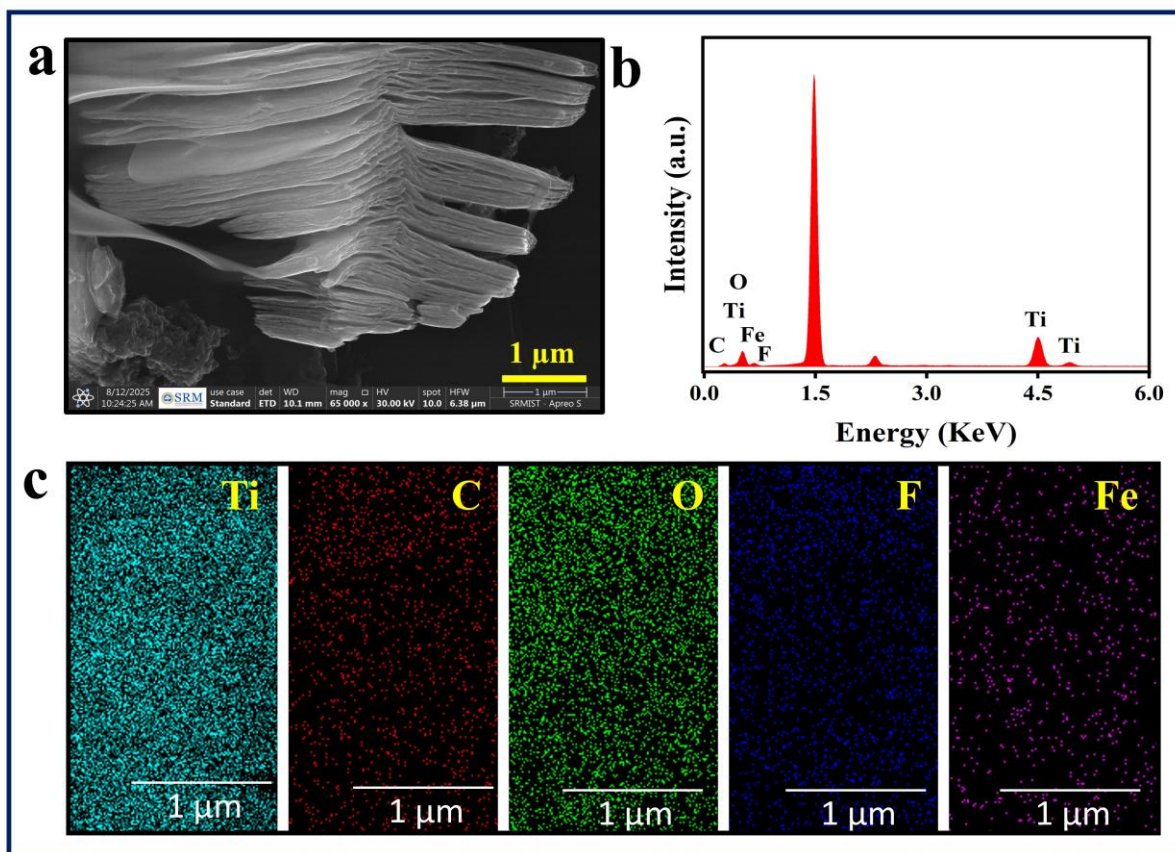 a
1 µm
8/12/2025
10:24:25 AM
SRM
use case
Standard
det
ETD
WD
10.1 mm
mag
65 000 x
HV
30.00 kV
spot
10.0
HFW
6.38 µm
1 µm
SRMIST - Apreo S
b
Intensity (a.u.)
C
O
Ti
Fe
F
Ti
Ti
0.0 1.5 3.0 4.5 6.0
Energy (KeV)
c
Ti C O F Fe
1 µm 1 µm 1 µm 1 µm 1 µm